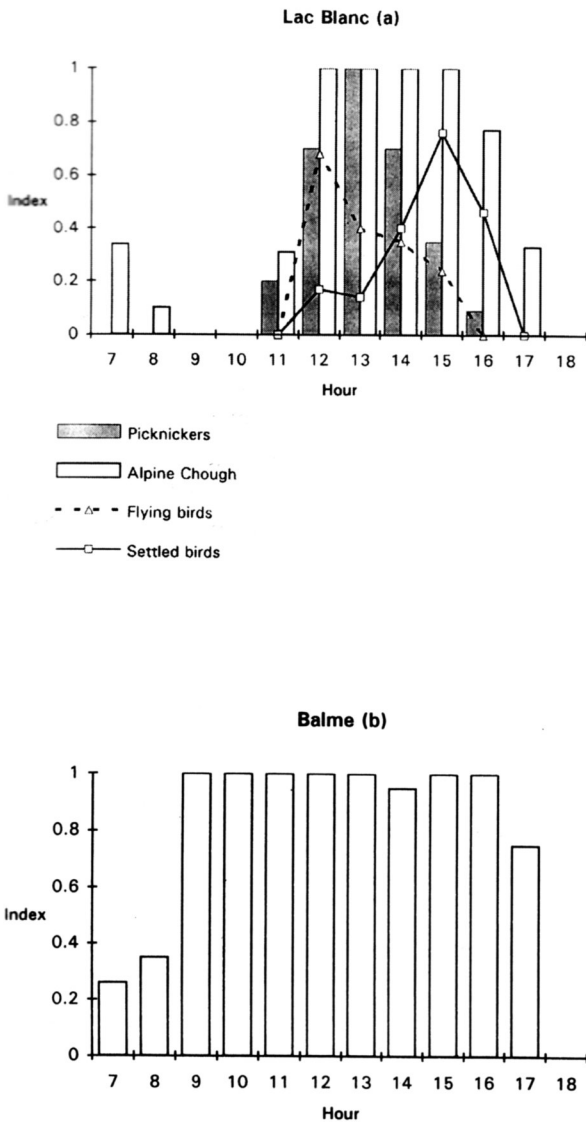 Lac Blanc (a)
1
0.8
0.6
Index
0.4
0.2
0
7 8 9 10 11 12 13 14 15 16 17 18
Hour
Picknickers
Alpine Chough
Flying birds
Settled birds
Balme (b)
1
0.8
0.6
Index
0.4
0.2
0
7 8 9 10 11 12 13 14 15 16 17 18
Hour